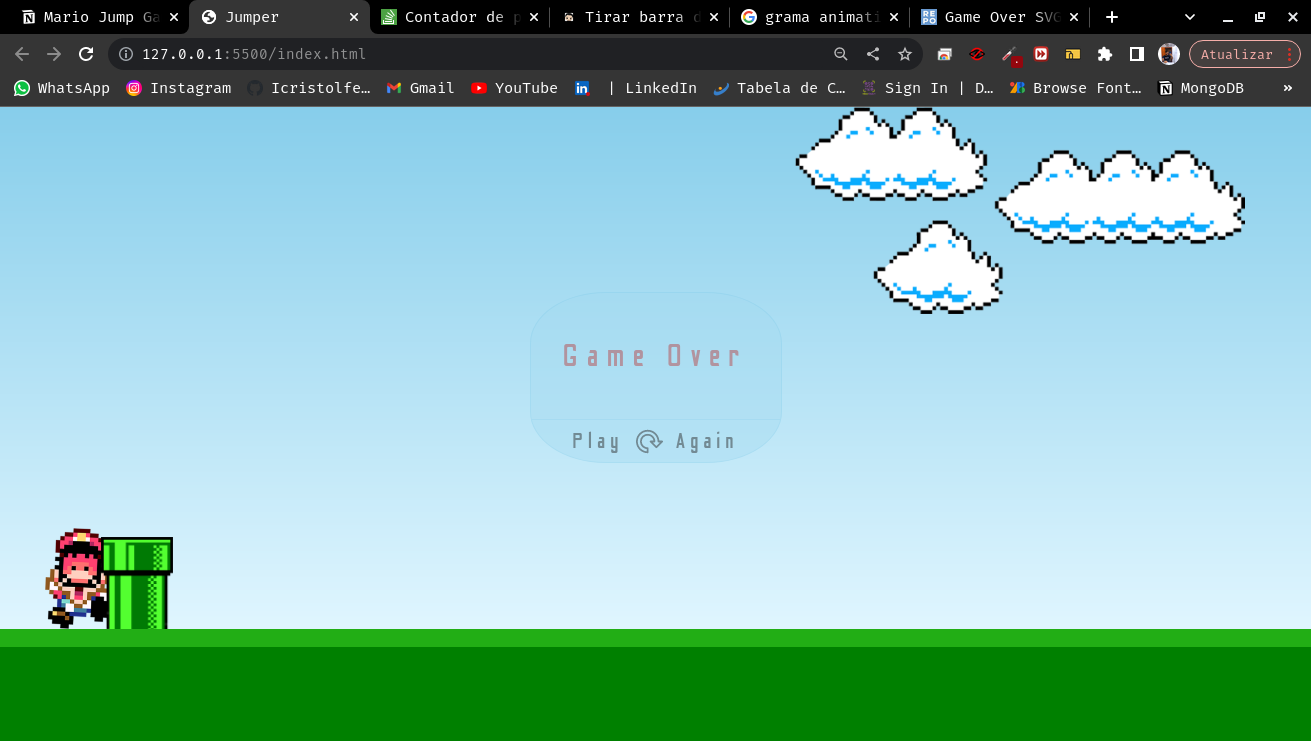 Mario Jump Ga
Jumper
Contador de p
Tirar barra d
grama animati
Game Over SVG
127.0.0.1:5500/index.html
Atualizar
WhatsApp
Instagram
Icristolfe…
Gmail
YouTube
| LinkedIn
Tabela de C…
Sign In | D…
Browse Font…
MongoDB
»
Game Over
Play Again